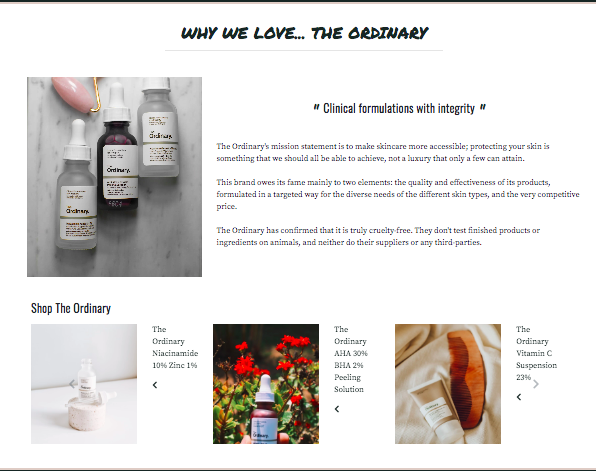 WHY WE LOVE... THE ORDINARY
" Clinical formulations with integrity "
The Ordinary's mission statement is to make skincare more accessible; protecting your skin is
something that we should all be able to achieve, not a luxury that only a few can attain.
This brand owes its fame mainly to two elements: the quality and effectiveness of its products,
formulated in a targeted way for the diverse needs of the different skin types, and the very competitive
price.
The Ordinary has confirmed that it is truly cruelty-free. They don't test finished products or
ingredients on animals, and neither do their suppliers or any third-parties.
Ordinary.
Ordinary.
Ordinary.
Shop The Ordinary
The
Ordinary
Niacinamide
10% Zinc 1%
The
Ordinary
AHA 30%
BHA 2%
Peeling
Solution
Ordinary.
The
Ordinary
Vitamin C
Suspension
23%